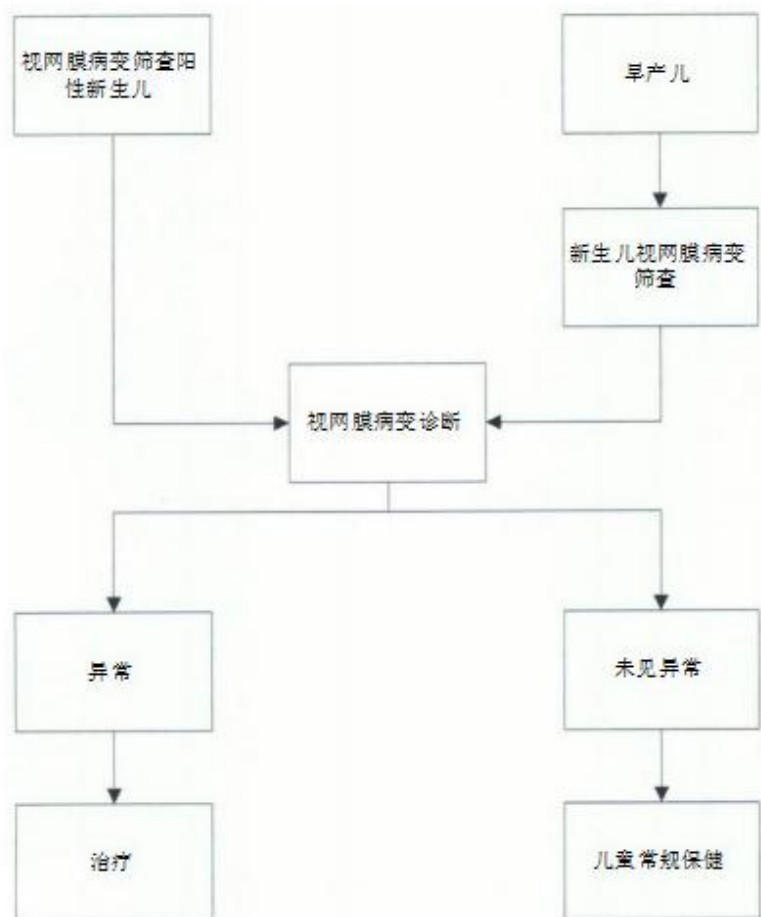 视网膜病变筛查阳
性新生儿
早产儿
新生儿视网膜病变
筛查
视网膜病变诊断
异常
未见异常
治疗
儿童常规保健